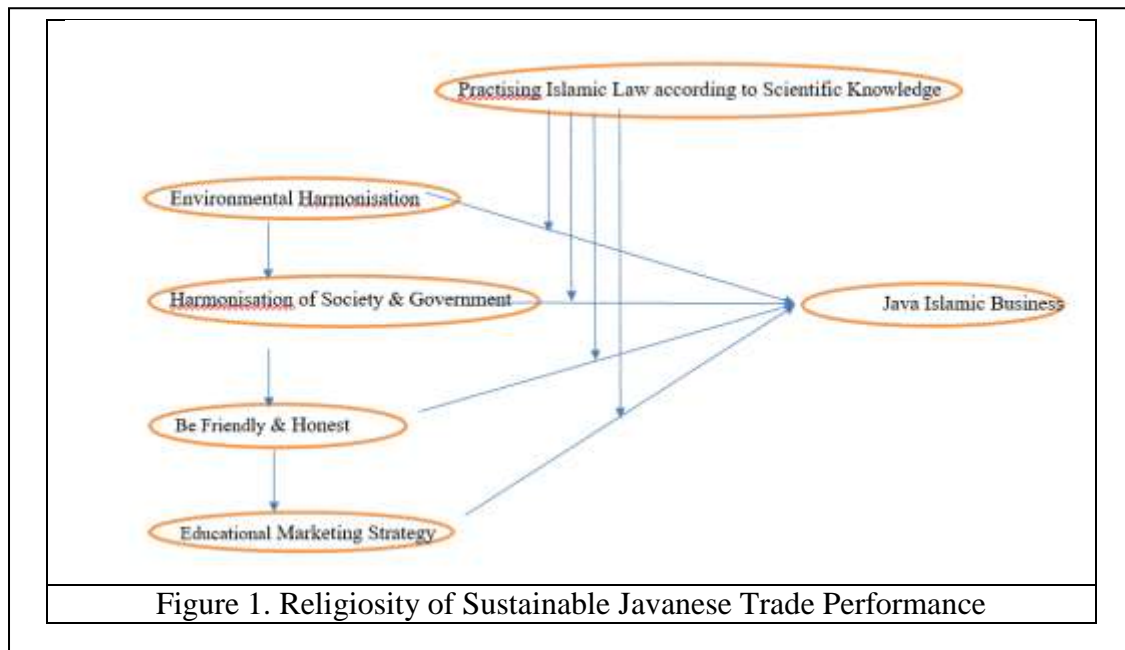 Practising Islamic Law according to Scientific Knowledge
Environmental Harmonisation
Harmonisation of Society & Government
Java Islamic Business
Be Friendly & Honest
Educational Marketing Strategy
Figure 1. Religiosity of Sustainable Javanese Trade Performance